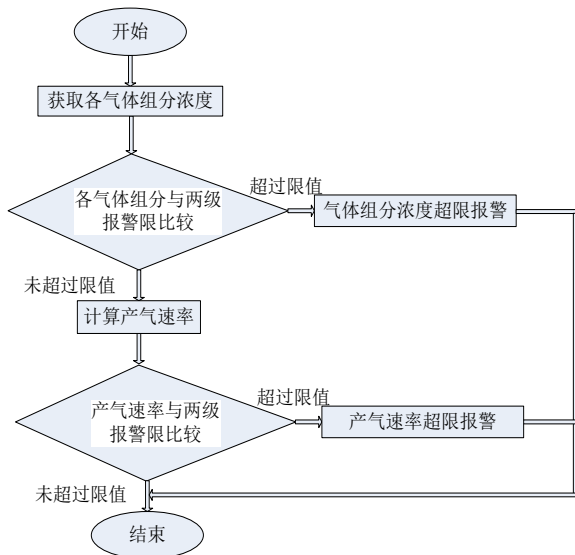 开始
获取各气体组分浓度
各气体组分与两级
报警限比较
超过限值
气体组分浓度超限报警
未超过限值
计算产气速率
产气速率与两级
报警限比较
超过限值
产气速率超限报警
未超过限值
结束